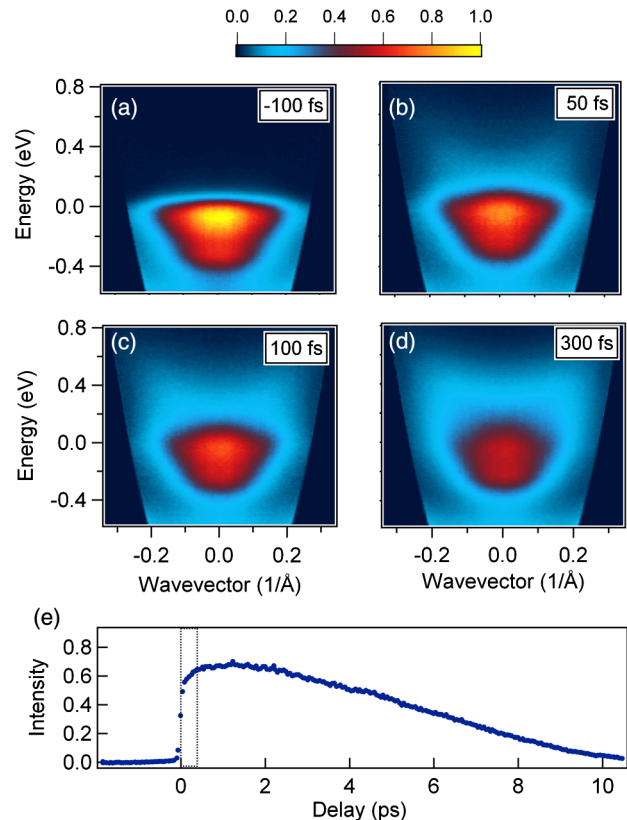 0.0 0.2 0.4 0.6 0.8 1.0
(a) -100 fs
(b) 50 fs
0.8
0.4
0.0
-0.4
Energy (eV)
(c) 100 fs
(d) 300 fs
0.8
0.4
0.0
-0.4
Energy (eV)
-0.2 0.0 0.2
-0.2 0.0 0.2
Wavevector (1/Å)
Wavevector (1/Å)
(e)
0.8
0.6
0.4
0.2
0.0
Intensity
0 2 4 6 8 10
Delay (ps)